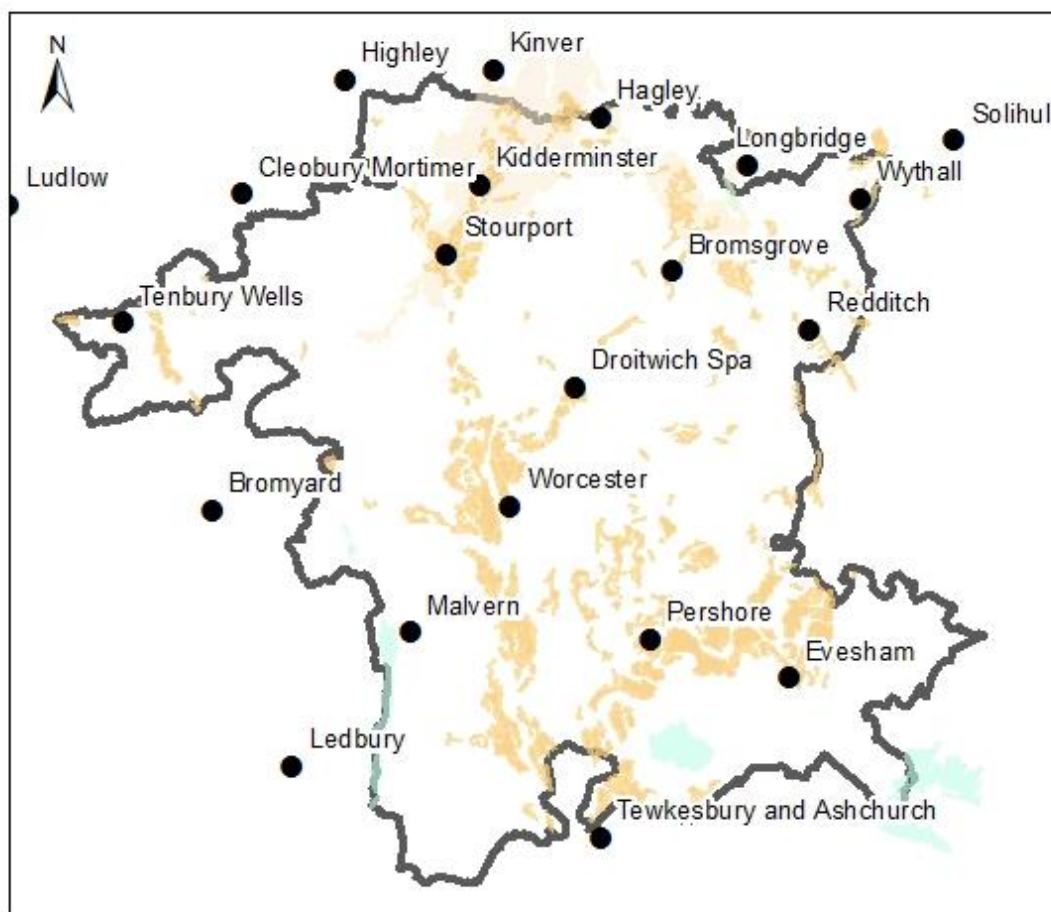 N
Highley
Kinver
Hagley
Solihul
Longbridge
Ludlow
Cleobury Mortimer
Kidderminster
Wythall
Stourport
Bromsgrove
Tenbury Wells
Redditch
Droitwich Spa
Bromyard
Worcester
Malvern
Pershore
Evesham
Ledbury
Tewkesbury and Ashchurch